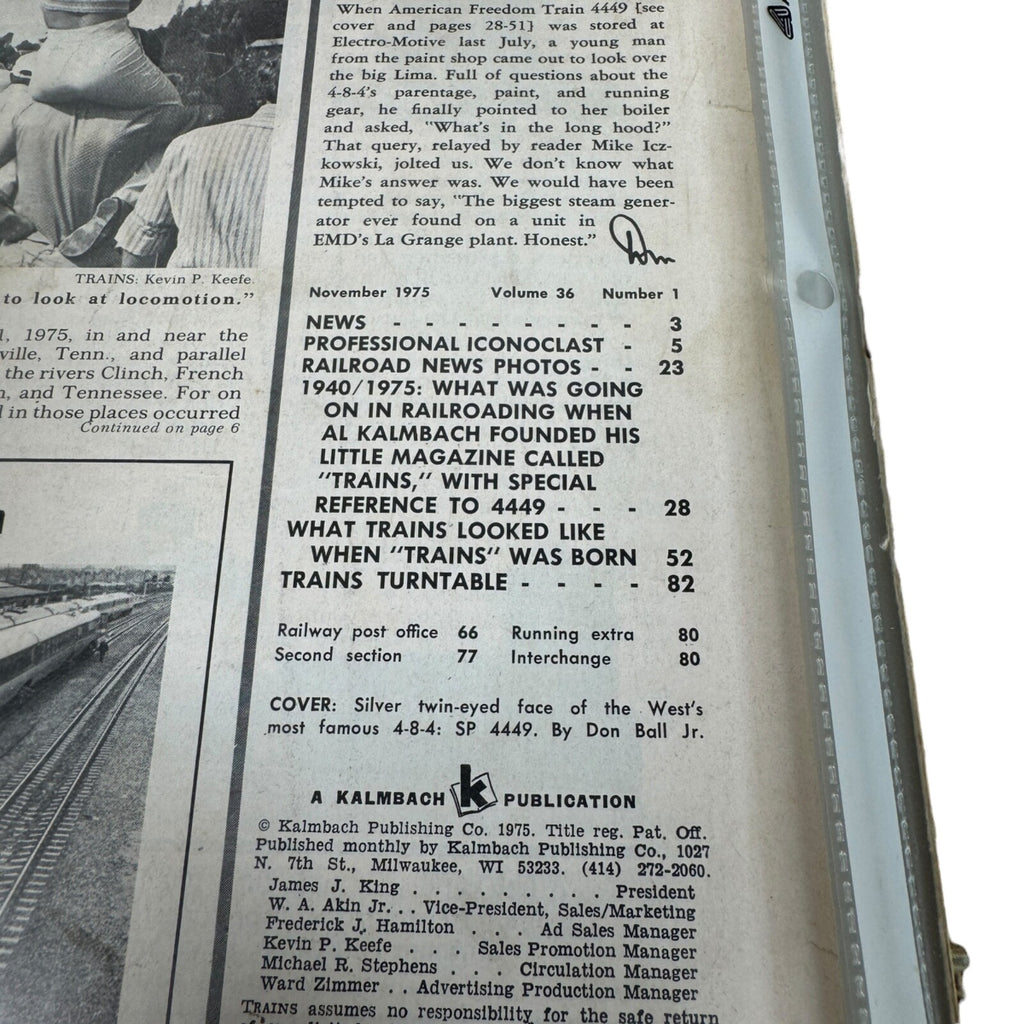 When American Freedom Train 4449 [see
cover and pages 28-51] was stored at
Electro-Motive last July, a young man
from the paint shop came out to look over
the big Lima. Full of questions about the
4-8-4's parentage, paint, and running
gear, he finally pointed to her boiler
and asked, "What's in the long hood?"
That query, relayed by reader Mike Icz-
kowski, jolted us. We don't know what
Mike's answer was. We would have been
tempted to say, "The biggest steam gener-
ator ever found on a unit in
EMD's La Grange plant. Honest."
TRAINS: Kevin P. Keefe.
to look at locomotion."
1, 1975, in and near the
ville, Tenn., and parallel
the rivers Clinch, French
and Tennessee. For on
in those places occurred
Continued on page 6
November 1975 Volume 36 Number 1
NEWS - - - - - - - - 3
PROFESSIONAL ICONOCLAST - 5
RAILROAD NEWS PHOTOS - - 23
1940/1975: WHAT WAS GOING
ON IN RAILROADING WHEN
AL KALMBACH FOUNDED HIS
LITTLE MAGAZINE CALLED
"TRAINS," WITH SPECIAL
REFERENCE TO 4449 - - - 28
WHAT TRAINS LOOKED LIKE
WHEN "TRAINS" WAS BORN 52
TRAINS TURNTABLE - - - - 82
Railway post office 66 Running extra 80
Second section 77 Interchange 80
COVER: Silver twin-eyed face of the West's
most famous 4-8-4: SP 4449. By Don Ball Jr.
A KALMBACH k PUBLICATION
© Kalmbach Publishing Co. 1975. Title reg. Pat. Off.
Published monthly by Kalmbach Publishing Co., 1027
N. 7th St., Milwaukee, WI 53233. (414) 272-2060.
James J. King . . . . . . . . . President
W. A. Akin Jr. . . Vice-President, Sales/Marketing
Frederick J. Hamilton . . . Ad Sales Manager
Kevin P. Keefe . . . Sales Promotion Manager
Michael R. Stephens . . . Circulation Manager
Ward Zimmer . . Advertising Production Manager
TRAINS assumes no responsibility for the safe return